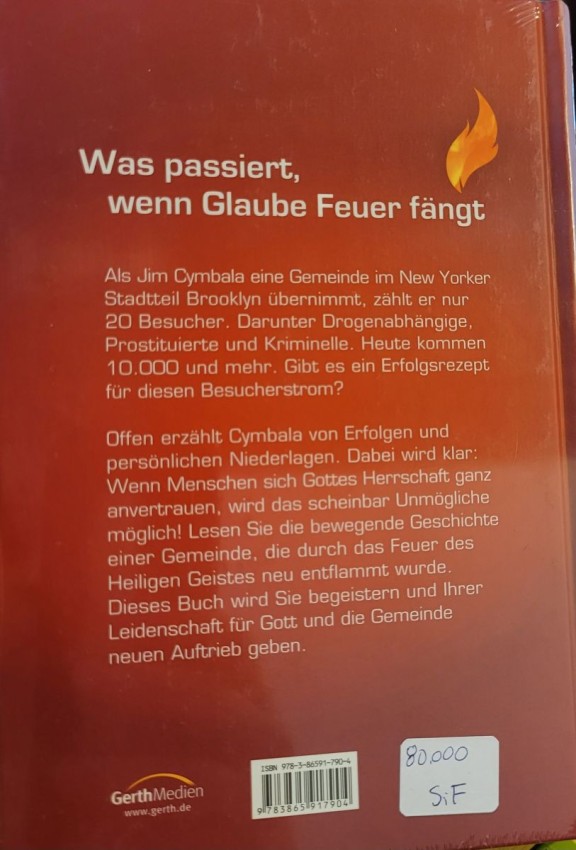 Was passiert,
wenn Glaube Feuer fängt
Als Jim Cymbala eine Gemeinde im New Yorker
Stadtteil Brooklyn übernimmt, zählt er nur
20 Besucher. Darunter Drogenabhängige,
Prostituierte und Kriminelle. Heute kommen
10.000 und mehr. Gibt es ein Erfolgsrezept
für diesen Besucherstrom?
Offen erzählt Cymbala von Erfolgen und
persönlichen Niederlagen. Dabei wird klar:
Wenn Menschen sich Gottes Herrschaft ganz
anvertrauen, wird das scheinbar Unmögliche
möglich! Lesen Sie die bewegende Geschichte
einer Gemeinde, die durch das Feuer des
Heiligen Geistes neu entflammt wurde.
Dieses Buch wird Sie begeistern und Ihrer
Leidenschaft für Gott und die Gemeinde
neuen Auftrieb geben.
GerthMedien
www.gerth.de
ISBN 978-3-86591-790-4
9 783865 917904
80.000
SiF